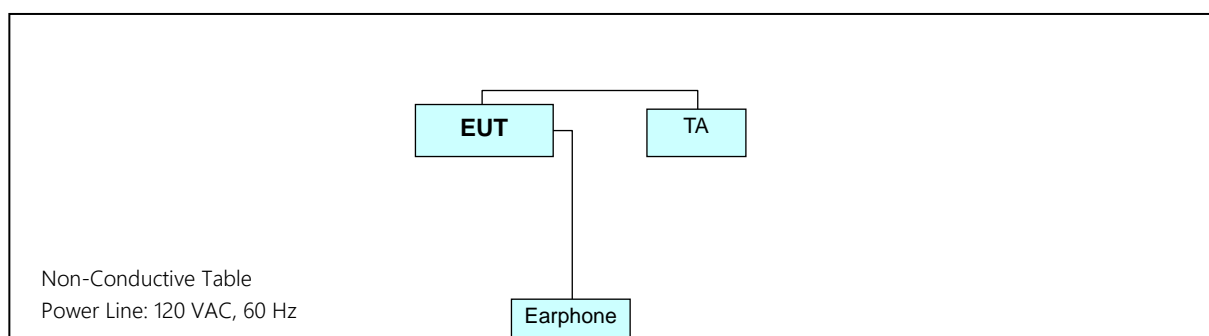 EUT
TA
Non-Conductive Table
Power Line: 120 VAC, 60 Hz
Earphone